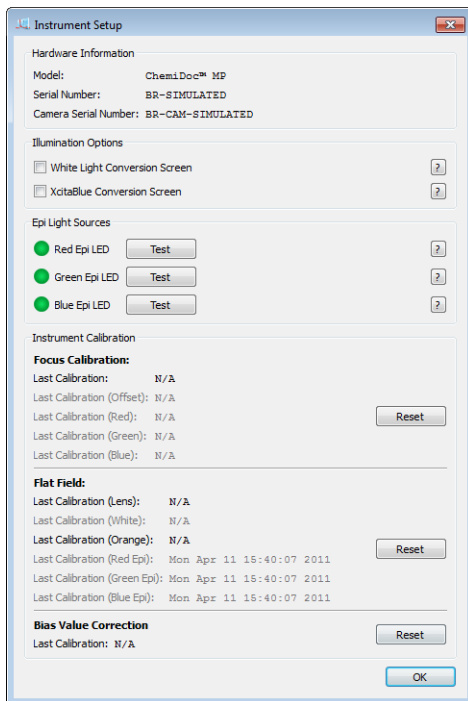 Instrument Setup
Hardware Information
Model: ChemiDoc™ MP
Serial Number: BR-SIMULATED
Camera Serial Number: BR-CAM-SIMULATED
Illumination Options
White Light Conversion Screen ?
XcitaBlue Conversion Screen ?
Epi Light Sources
Red Epi LED Test ?
Green Epi LED Test ?
Blue Epi LED Test ?
Instrument Calibration
Focus Calibration:
Last Calibration: N/A
Last Calibration (Offset): N/A
Last Calibration (Red): N/A Reset
Last Calibration (Green): N/A
Last Calibration (Blue): N/A
Flat Field:
Last Calibration (Lens): N/A
Last Calibration (White): N/A
Last Calibration (Orange): N/A Reset
Last Calibration (Red Epi): Mon Apr 11 15:40:07 2011
Last Calibration (Green Epi): Mon Apr 11 15:40:07 2011
Last Calibration (Blue Epi): Mon Apr 11 15:40:07 2011
Bias Value Correction Reset
Last Calibration: N/A
OK